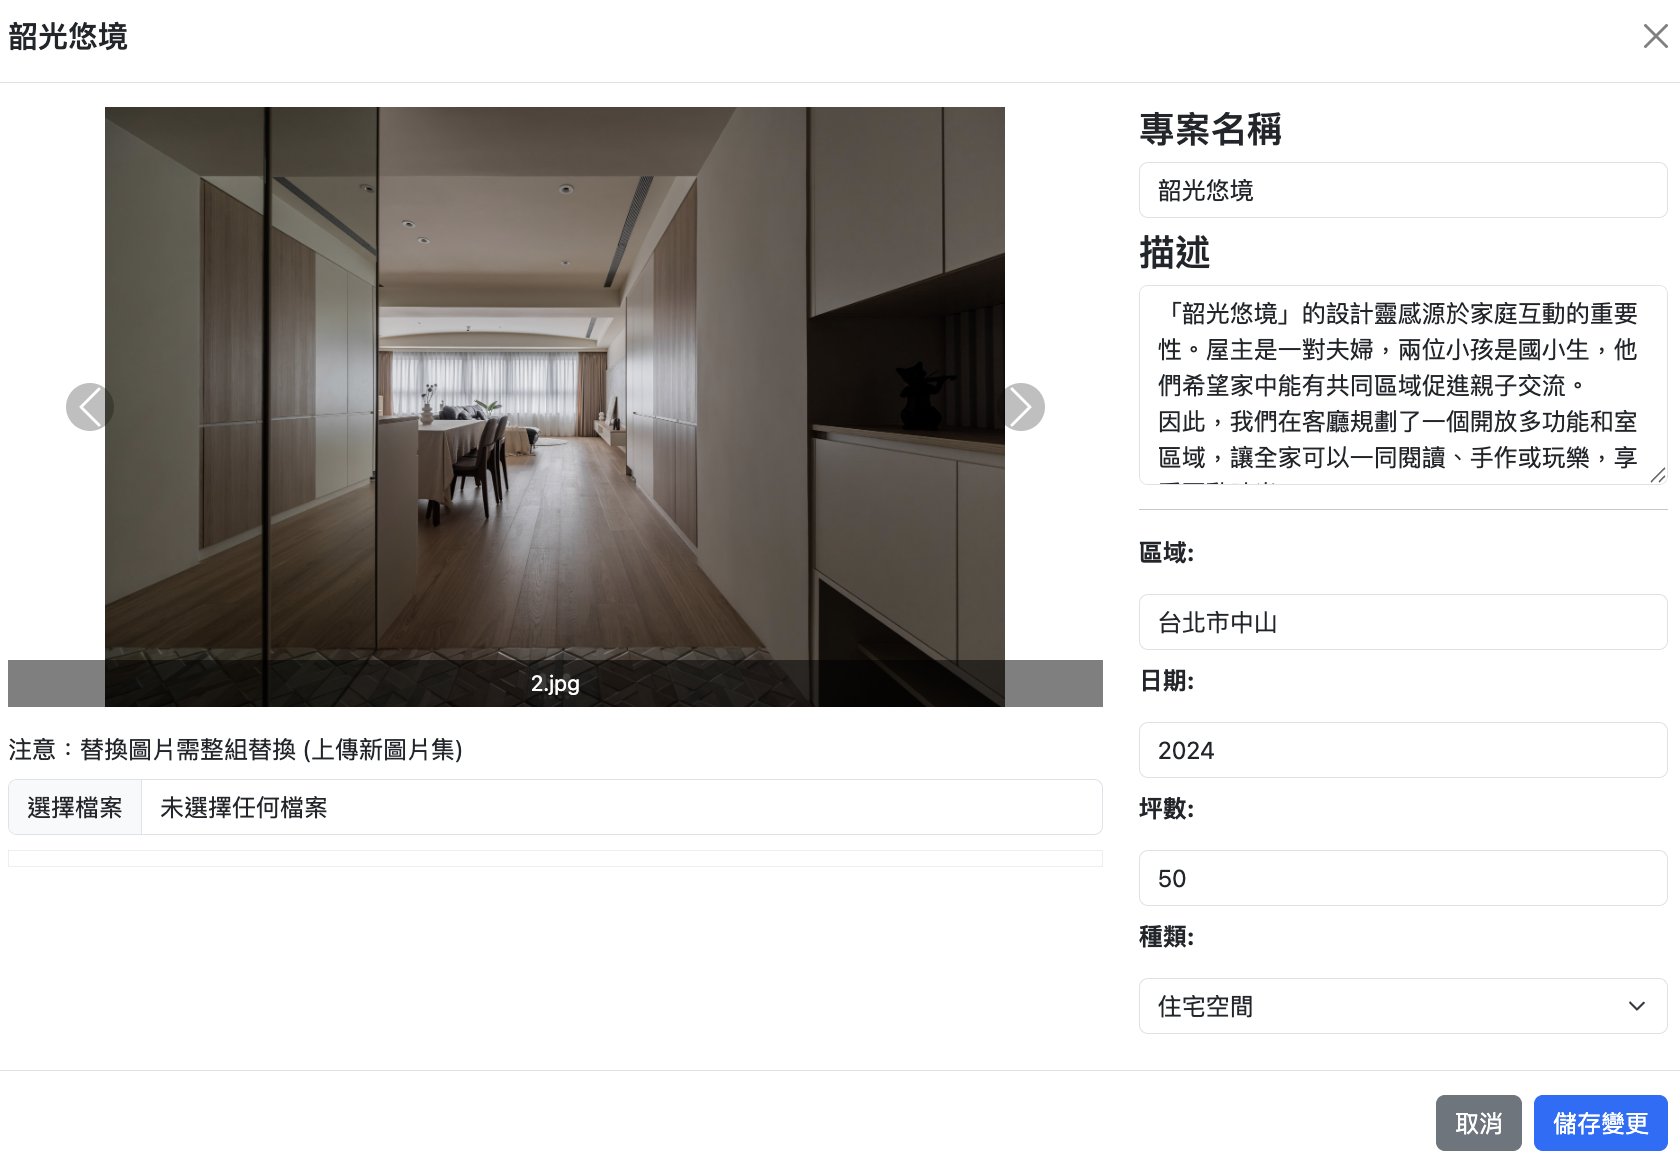 韶光悠境
2.jpg
注意：替換圖片需整組替換 (上傳新圖片集)
選擇檔案 未選擇任何檔案
專案名稱
韶光悠境
描述
「韶光悠境」的設計靈感源於家庭互動的重要
性。屋主是一對夫婦，兩位小孩是國小生，他
們希望家中能有共同區域促進親子交流。
因此，我們在客廳規劃了一個開放多功能和室
區域，讓全家可以一同閱讀、手作或玩樂，享
區域:
台北市中山
日期:
2024
坪數:
50
種類:
住宅空間
取消
儲存變更